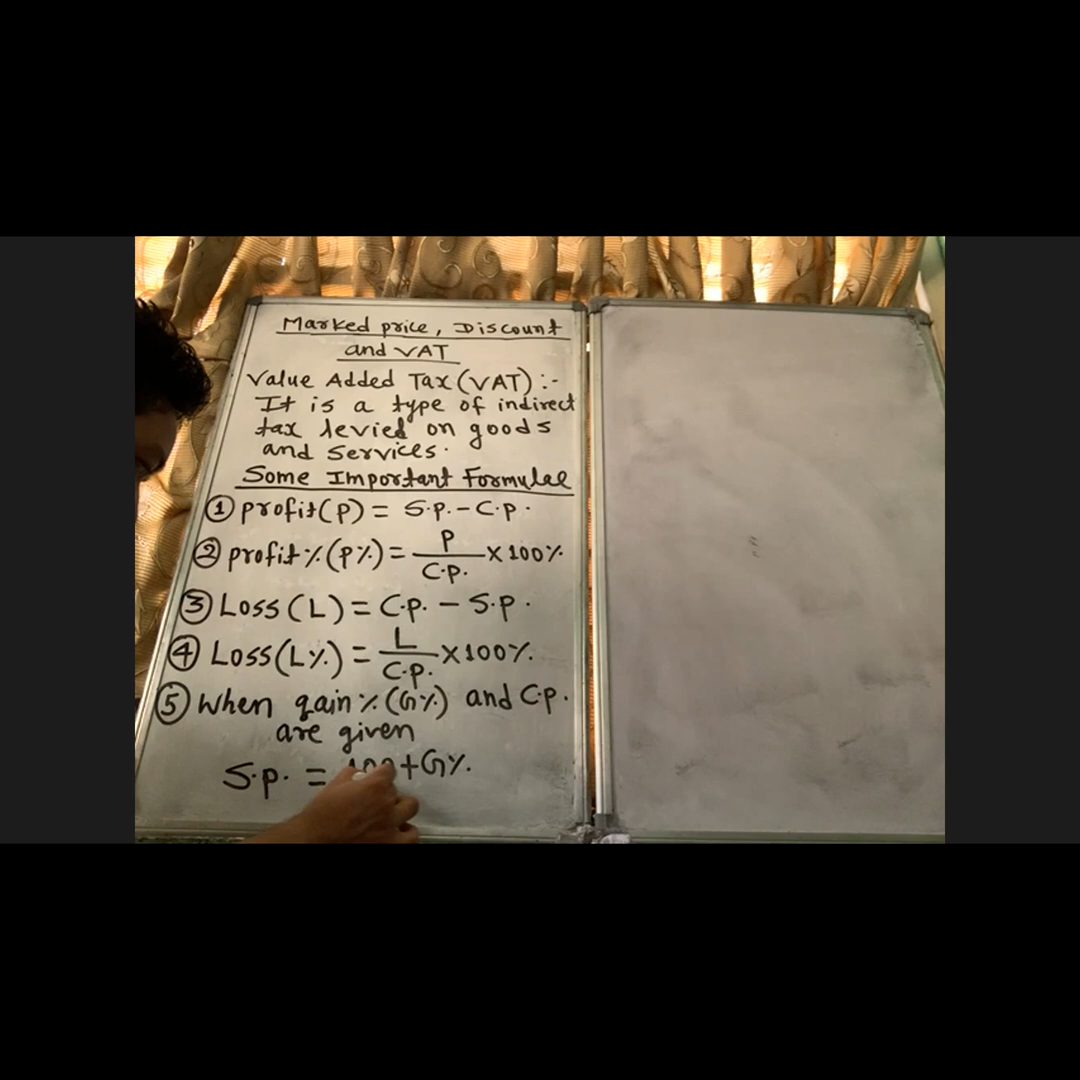 Marked price, Discount
and VAT
Value Added Tax (VAT) :-
It is a type of indirect
tax levied on goods
and services.
Some Important Formulae
① profit(p) = S.p. - C.p.
② profit%(p%) = p/C.p. × 100%
③ Loss (L) = C.p. - S.p.
④ Loss(L%) = L/C.p. × 100%.
⑤ When gain%(G%) and C.p.
are given
S.p. = + G%.